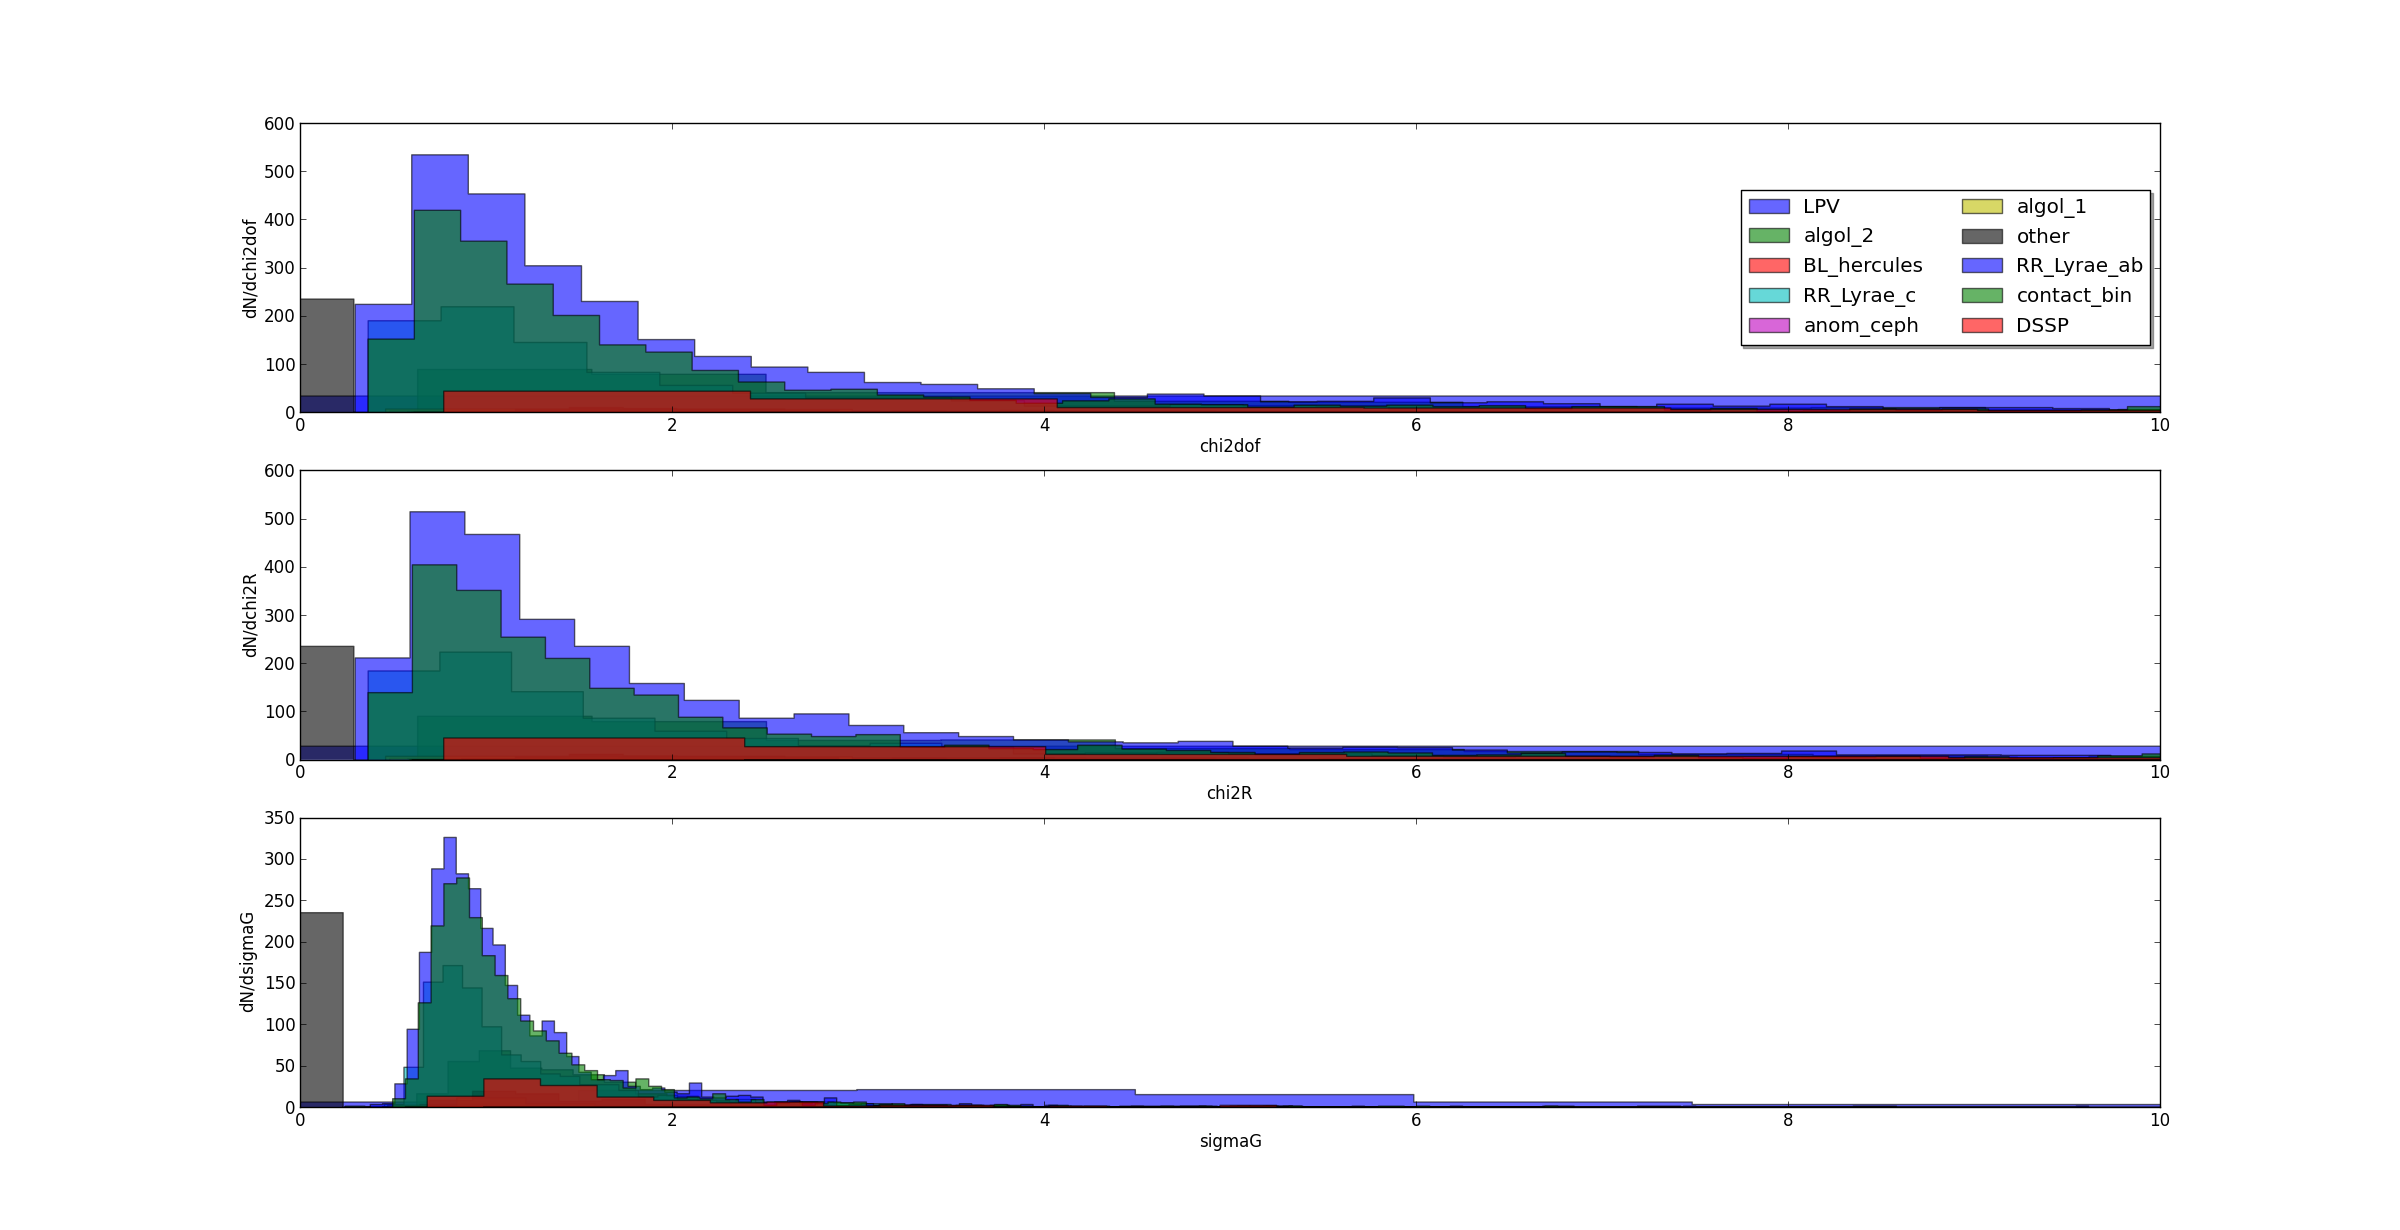 600
500
400
300
200
100
0
dN/dchi2dof
LPV
algol_2
BL_hercules
RR_Lyrae_c
anom_ceph
algol_1
other
RR_Lyrae_ab
contact_bin
DSSP
0 2 4 6 8 10
chi2dof
600
500
400
300
200
100
0
dN/dchi2R
0 2 4 6 8 10
chi2R
350
300
250
200
150
100
50
0
dN/dsigmaG
0 2 4 6 8 10
sigmaG